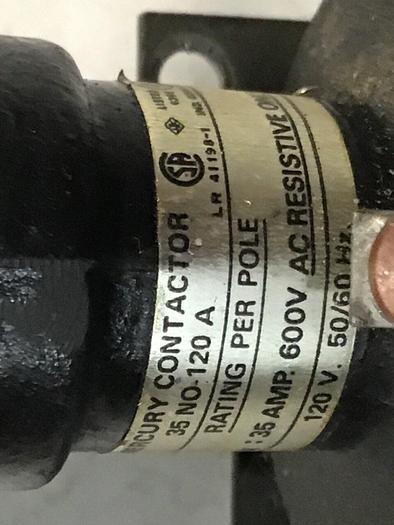 MERCURY CONTACTOR
35 NO-120 A
LR 41198-1
RATING PER POLE
35 AMP. 600V AC RESISTIVE
120 V. 50/60 Hz.